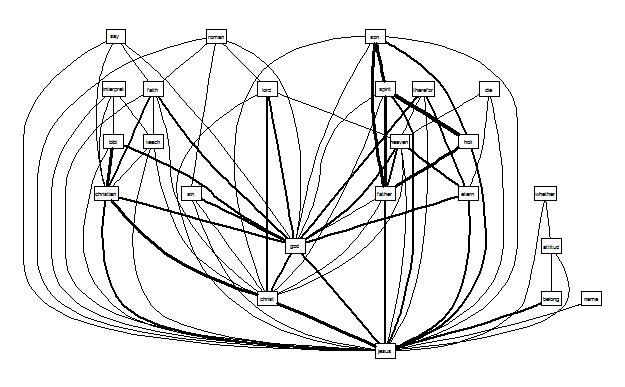 say roman son
interpret faith lord spirit therefor die
bibl teach heaven holi
christian sin father etern whether
god attitud
christ belong name
jesus